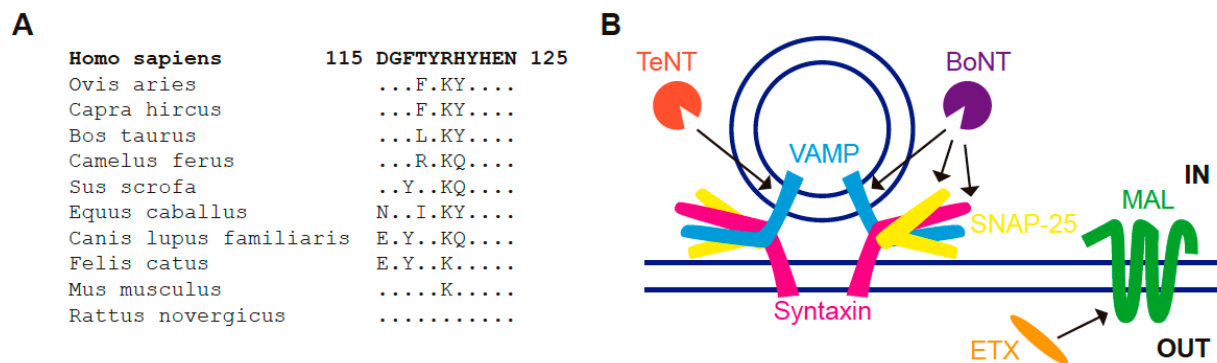 A
Homo sapiens 115 DGFTYRHYHEN 125
Ovis aries ...F.KY....
Capra hircus ...F.KY....
Bos taurus ...L.KY....
Camelus ferus ...R.KQ....
Sus scrofa ..Y..KQ....
Equus caballus N..I.KY....
Canis lupus familiaris E.Y..KQ....
Felis catus E.Y..K.....
Mus musculus .....K.....
Rattus novergicus ...........
B
TeNT
BoNT
VAMP
IN
MAL
SNAP-25
Syntaxin
ETX
OUT